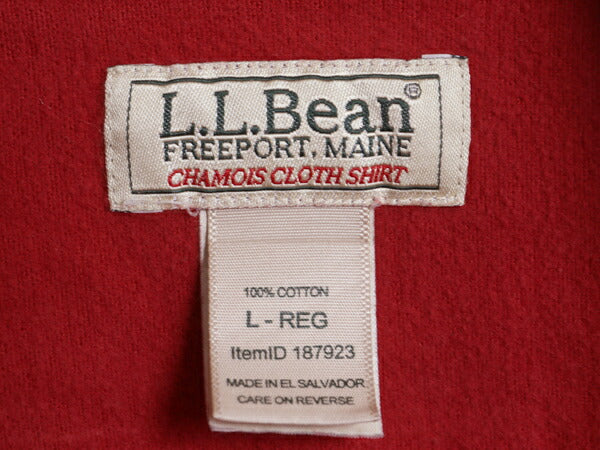 L.L.Bean®
FREEPORT, MAINE
CHAMOIS CLOTH SHIRT
100% COTTON
L - REG
ItemID 187923
MADE IN EL SALVADOR
CARE ON REVERSE